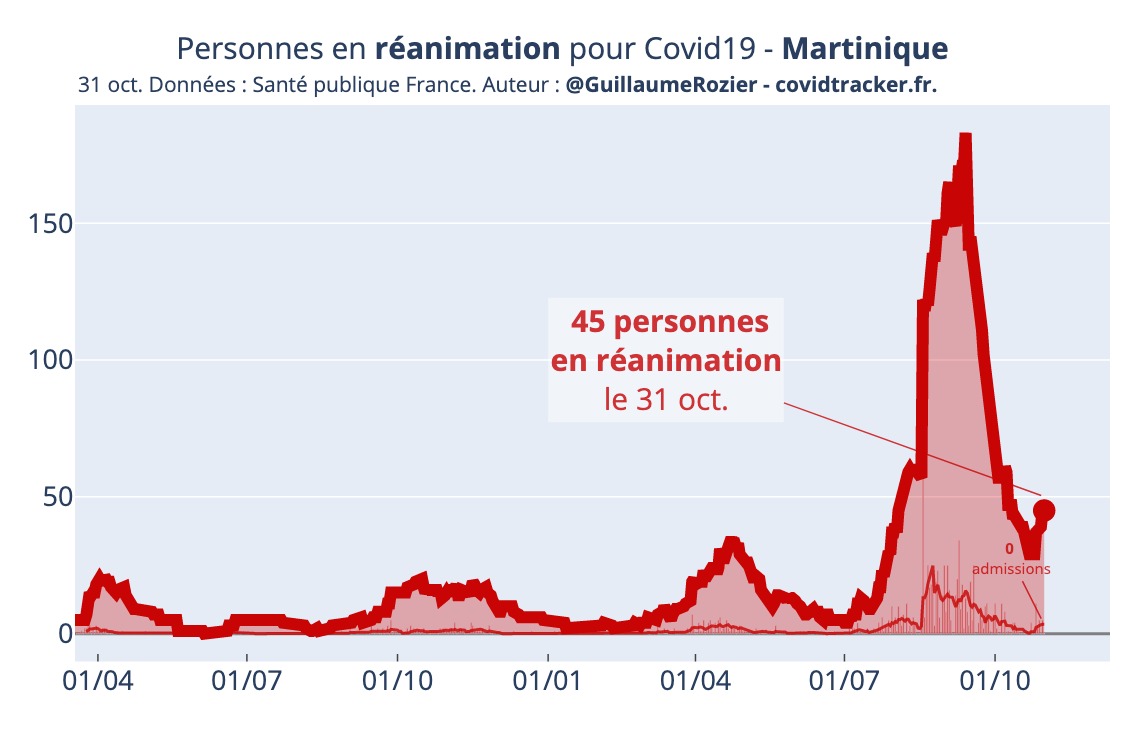 Personnes en réanimation pour Covid19 - Martinique
31 oct. Données : Santé publique France. Auteur : @GuillaumeRozier - covidtracker.fr.
150
100
50
0
45 personnes
en réanimation
le 31 oct.
0
admissions
01/04
01/07
01/10
01/01
01/04
01/07
01/10